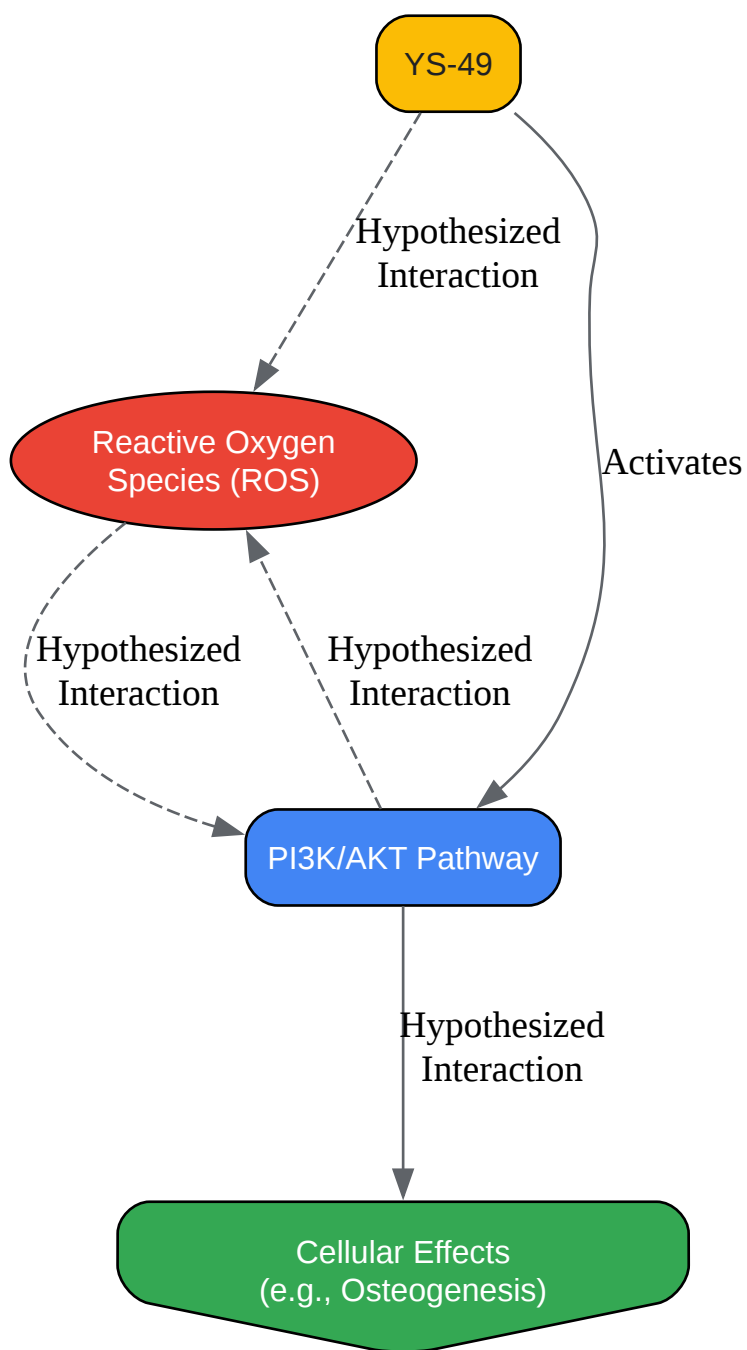 YS-49
Hypothesized
Interaction
Reactive Oxygen
Species (ROS)
Activates
Hypothesized
Interaction
Hypothesized
Interaction
PI3K/AKT Pathway
Hypothesized
Interaction
Cellular Effects
(e.g., Osteogenesis)